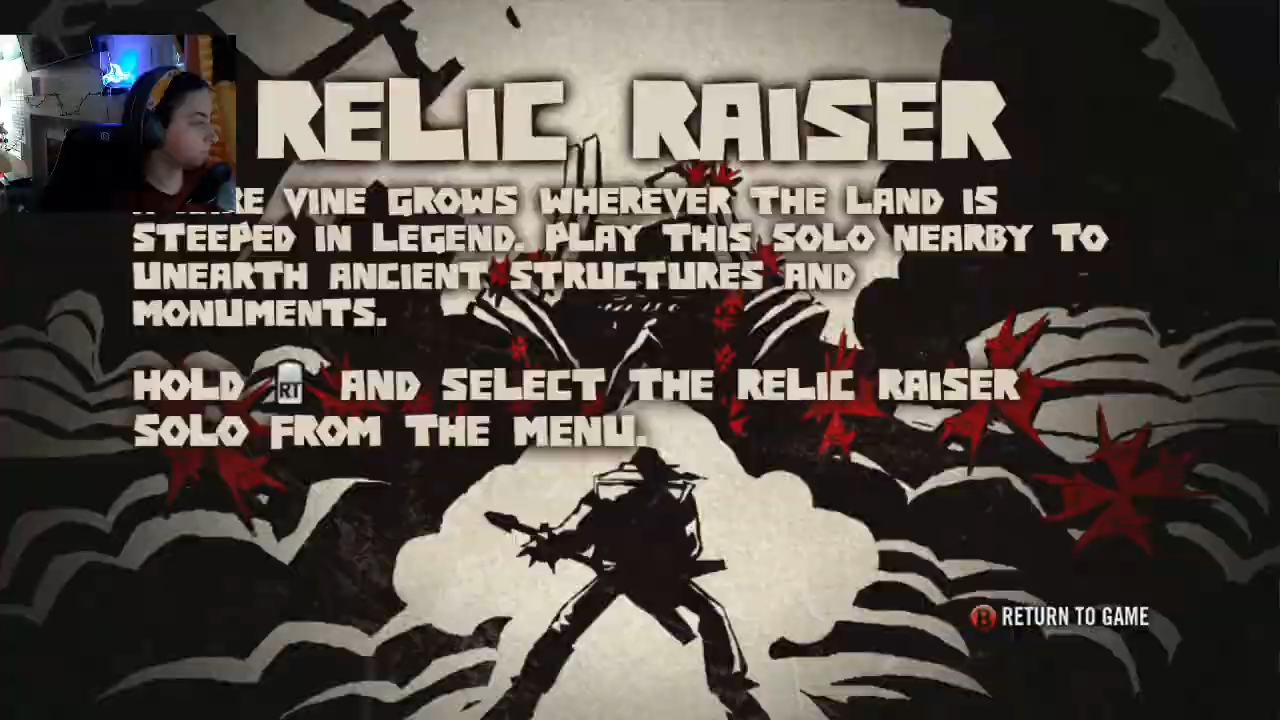 RELIC RAISER
VINE GROWS WHEREVER THE LAND IS
STEEPED IN LEGEND. PLAY THIS SOLO NEARBY TO
UNEARTH ANCIENT STRUCTURES AND
MONUMENTS.
HOLD RT AND SELECT THE RELIC RAISER
SOLO FROM THE MENU.
B RETURN TO GAME